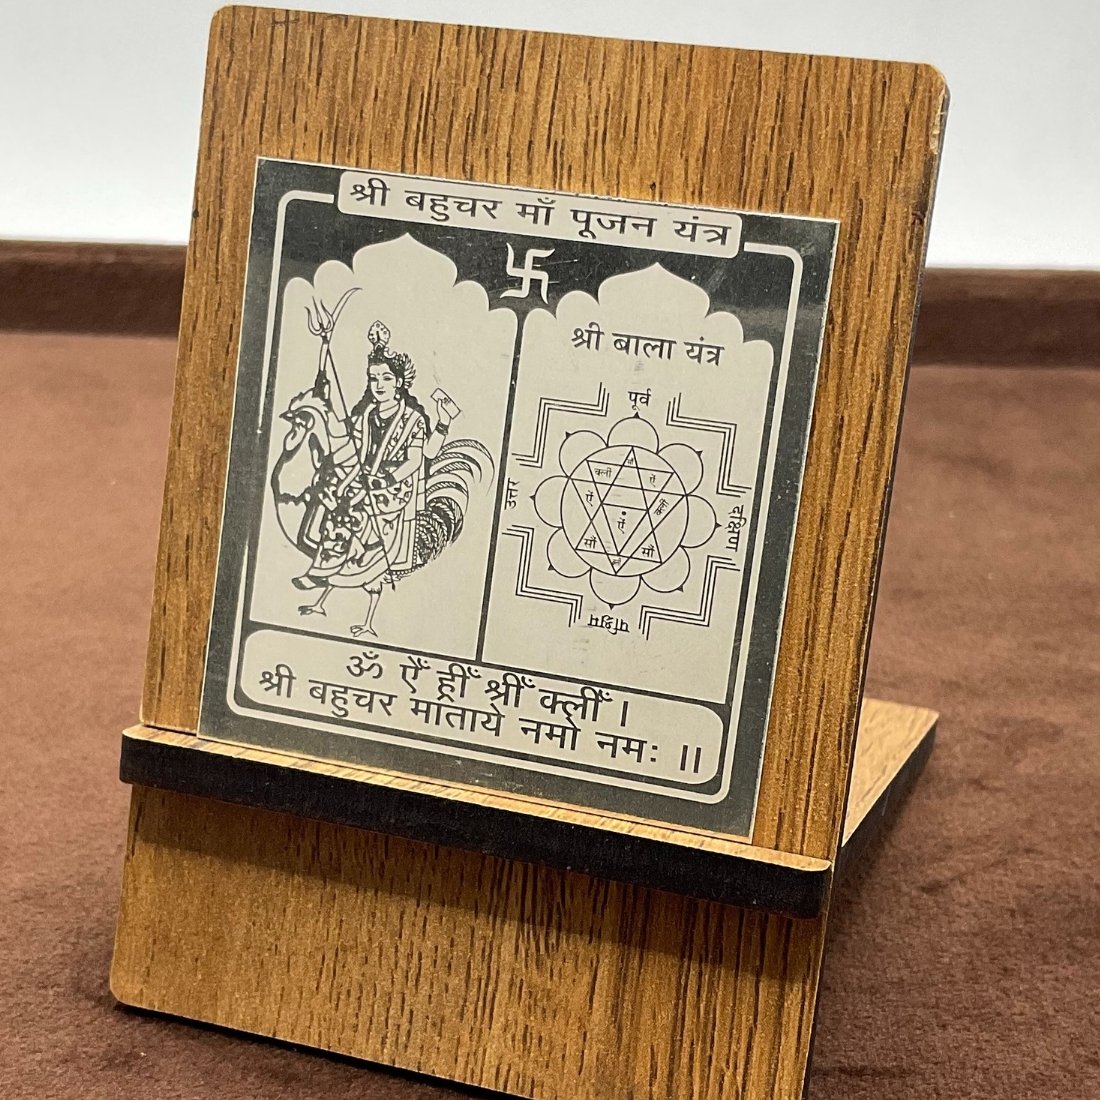 श्री बहुचर माँ पूजन यंत्र
श्री बाला यंत्र
पूर्व
उत्तर
दक्षिण
पश्चिम
क्लीं
ऐं
ऐं
ऐं
सौं
सौं
ॐ ऐँ ह्रीँ श्रीँ क्लीँ ।
श्री बहुचर माताये नमो नमः ॥